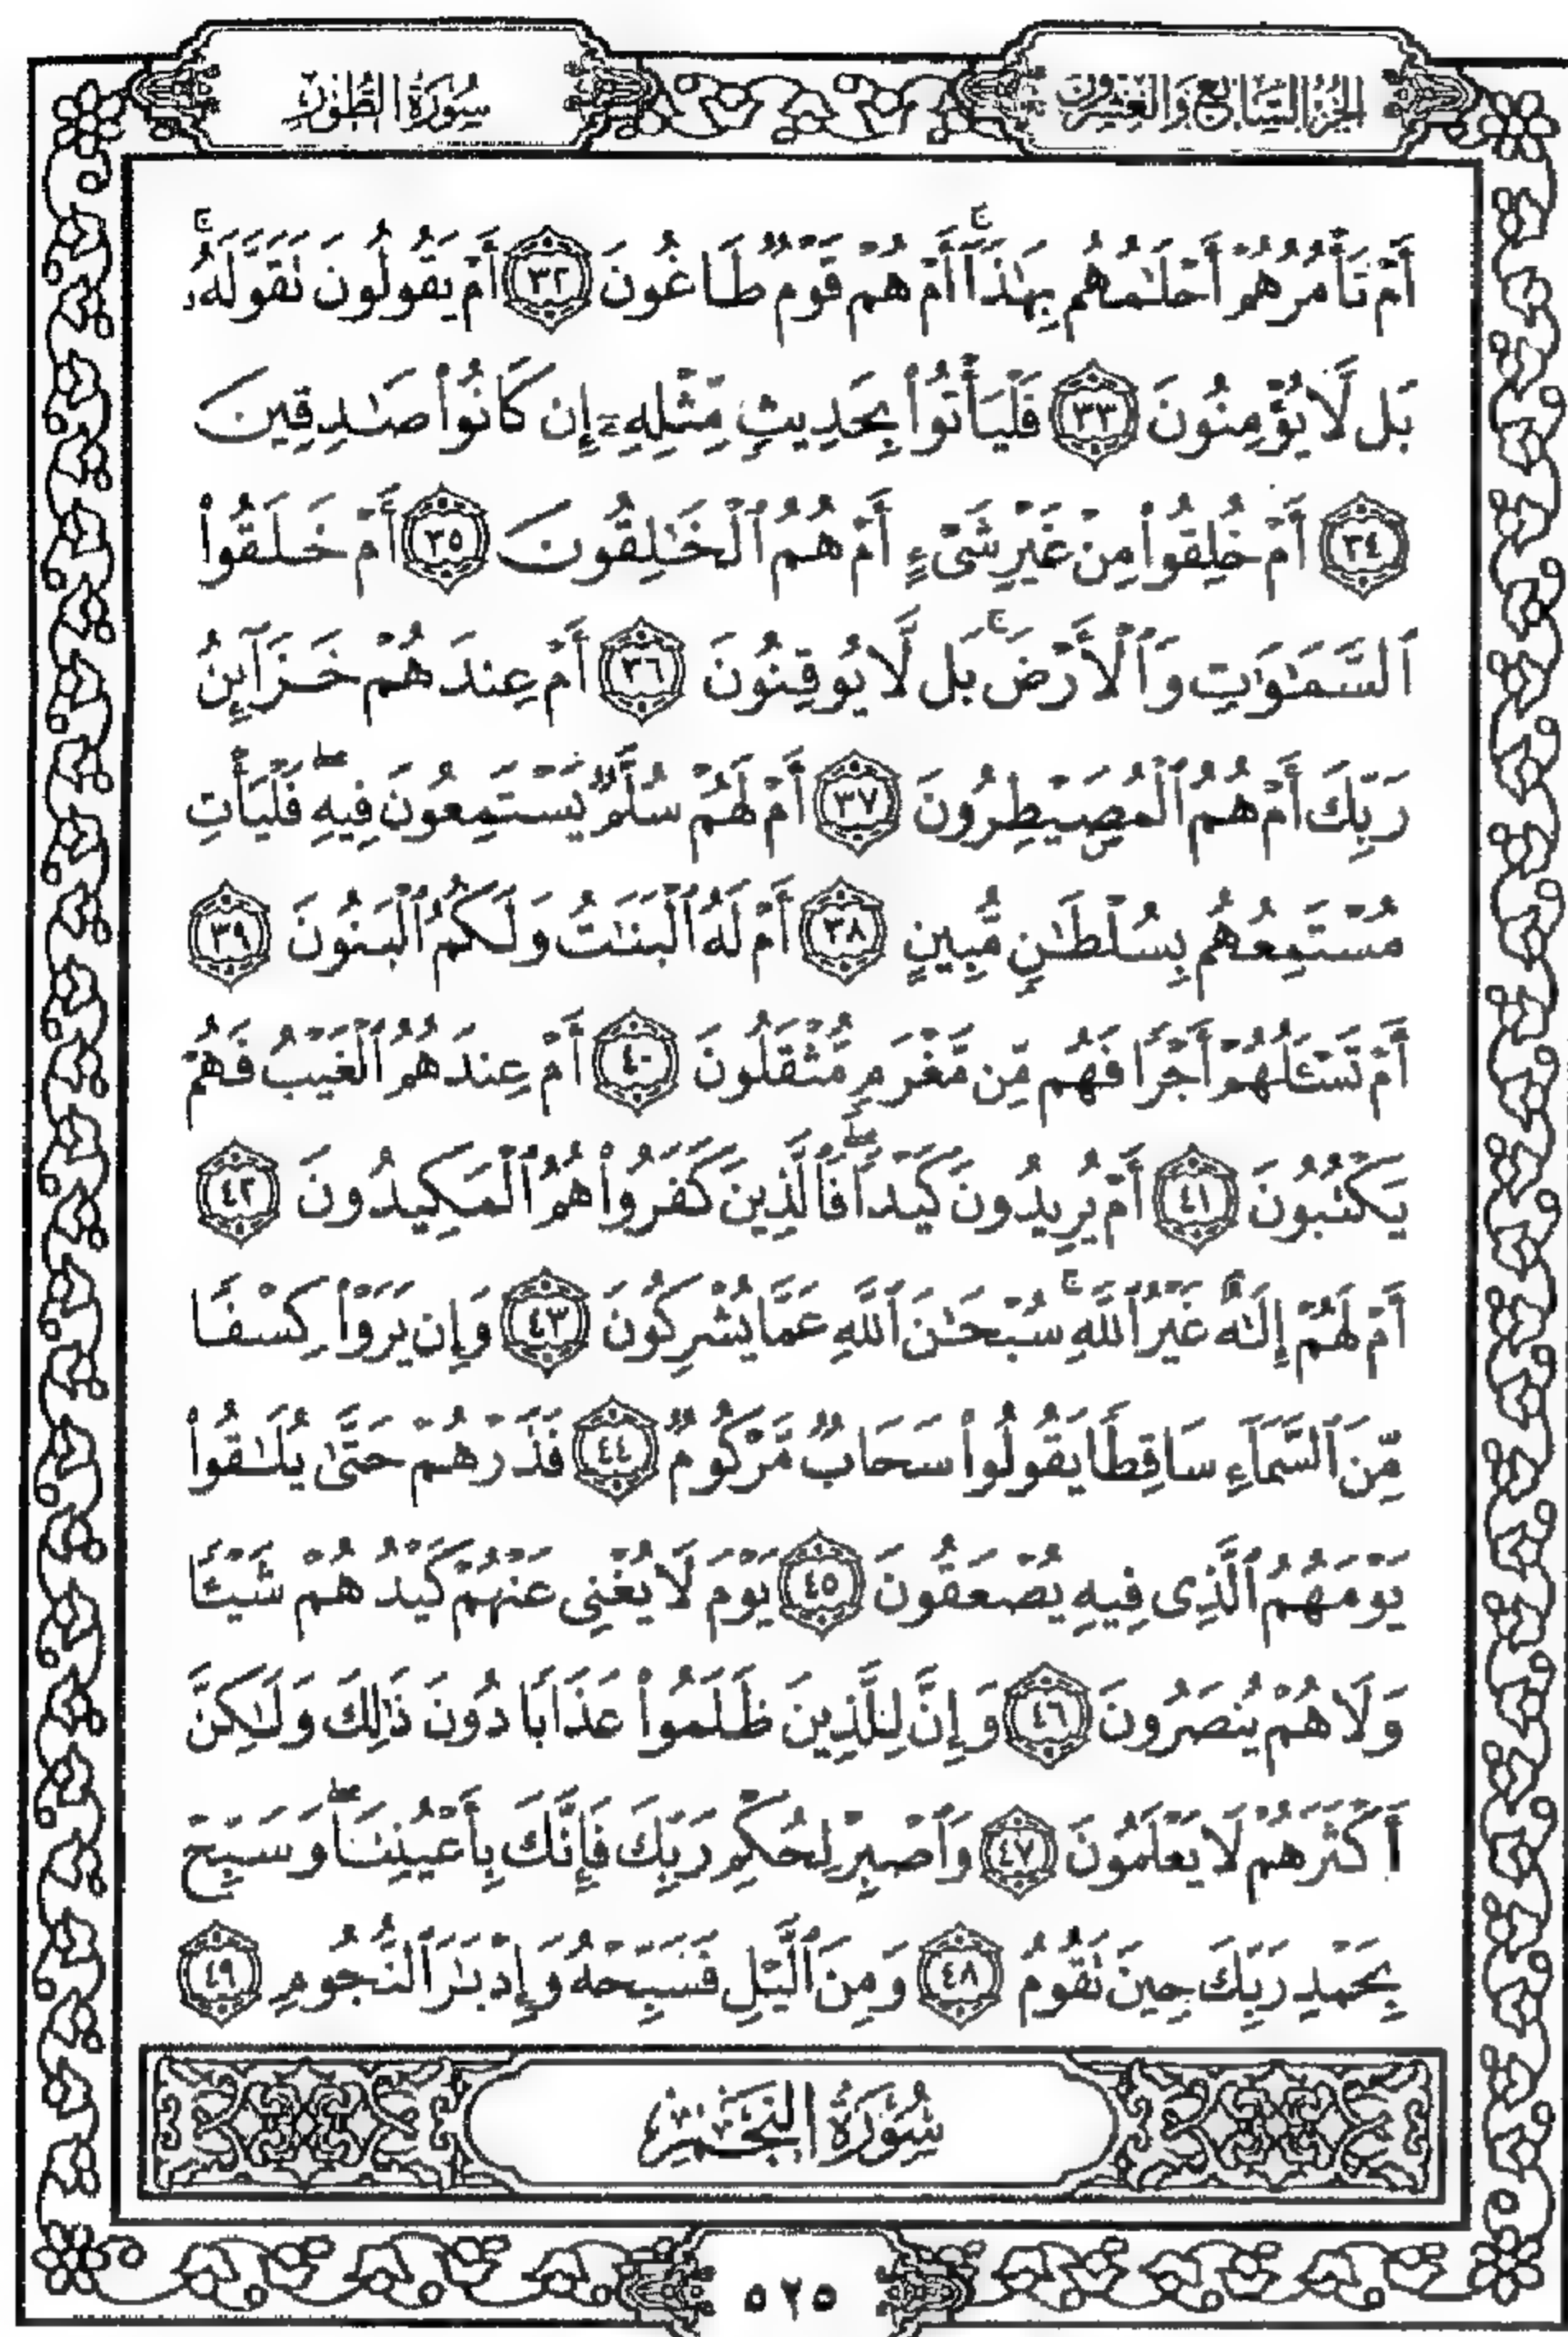 الجزء السابع والعشرون
سورة الطور
أَمْ تَأْمُرُهُمْ أَحْلَٰمُهُم بِهَٰذَآ ۚ أَمْ هُمْ قَوْمٌ طَاغُونَ ٣٢ أَمْ يَقُولُونَ تَقَوَّلَهُۥ ۚ
بَل لَّا يُؤْمِنُونَ ٣٣ فَلْيَأْتُوا۟ بِحَدِيثٍ مِّثْلِهِۦٓ إِن كَانُوا۟ صَٰدِقِينَ
٣٤ أَمْ خُلِقُوا۟ مِنْ غَيْرِ شَىْءٍ أَمْ هُمُ ٱلْخَٰلِقُونَ ٣٥ أَمْ خَلَقُوا۟
ٱلسَّمَٰوَٰتِ وَٱلْأَرْضَ ۚ بَل لَّا يُوقِنُونَ ٣٦ أَمْ عِندَهُمْ خَزَآئِنُ
رَبِّكَ أَمْ هُمُ ٱلْمُصَۣيْطِرُونَ ٣٧ أَمْ لَهُمْ سُلَّمٌ يَسْتَمِعُونَ فِيهِ ۖ فَلْيَأْتِ
مُسْتَمِعُهُم بِسُلْطَٰنٍ مُّبِينٍ ٣٨ أَمْ لَهُ ٱلْبَنَٰتُ وَلَكُمُ ٱلْبَنُونَ ٣٩
أَمْ تَسْـَٔلُهُمْ أَجْرًا فَهُم مِّن مَّغْرَمٍ مُّثْقَلُونَ ٤٠ أَمْ عِندَهُمُ ٱلْغَيْبُ فَهُمْ
يَكْتُبُونَ ٤١ أَمْ يُرِيدُونَ كَيْدًا ۖ فَٱلَّذِينَ كَفَرُوا۟ هُمُ ٱلْمَكِيدُونَ ٤٢
أَمْ لَهُمْ إِلَٰهٌ غَيْرُ ٱللَّهِ ۚ سُبْحَٰنَ ٱللَّهِ عَمَّا يُشْرِكُونَ ٤٣ وَإِن يَرَوْا۟ كِسْفًا
مِّنَ ٱلسَّمَآءِ سَاقِطًا يَقُولُوا۟ سَحَابٌ مَّرْكُومٌ ٤٤ فَذَرْهُمْ حَتَّىٰ يُلَٰقُوا۟
يَوْمَهُمُ ٱلَّذِى فِيهِ يُصْعَقُونَ ٤٥ يَوْمَ لَا يُغْنِى عَنْهُمْ كَيْدُهُمْ شَيْـًٔا
وَلَا هُمْ يُنصَرُونَ ٤٦ وَإِنَّ لِلَّذِينَ ظَلَمُوا۟ عَذَابًا دُونَ ذَٰلِكَ وَلَٰكِنَّ
أَكْثَرَهُمْ لَا يَعْلَمُونَ ٤٧ وَٱصْبِرْ لِحُكْمِ رَبِّكَ فَإِنَّكَ بِأَعْيُنِنَا ۖ وَسَبِّحْ
بِحَمْدِ رَبِّكَ حِينَ تَقُومُ ٤٨ وَمِنَ ٱلَّيْلِ فَسَبِّحْهُ وَإِدْبَٰرَ ٱلنُّجُومِ ٤٩
سُورَةُ النَّجْمِ
٥٢٥